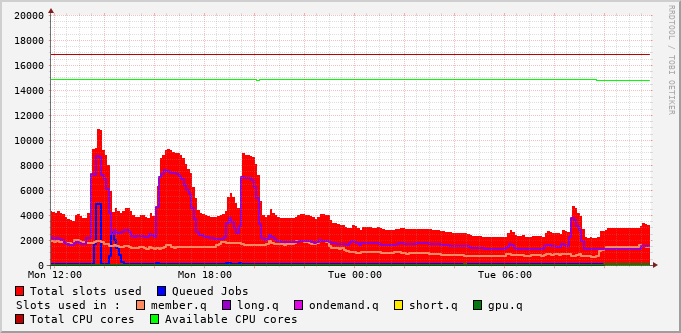 20000
18000
16000
14000
12000
10000
8000
6000
4000
2000
0
Mon 12:00 Mon 18:00 Tue 00:00 Tue 06:00
Total slots used Queued Jobs
Slots used in : member.q long.q ondemand.q short.q gpu.q
Total CPU cores Available CPU cores
RRDTOOL / TOBI OETIKER